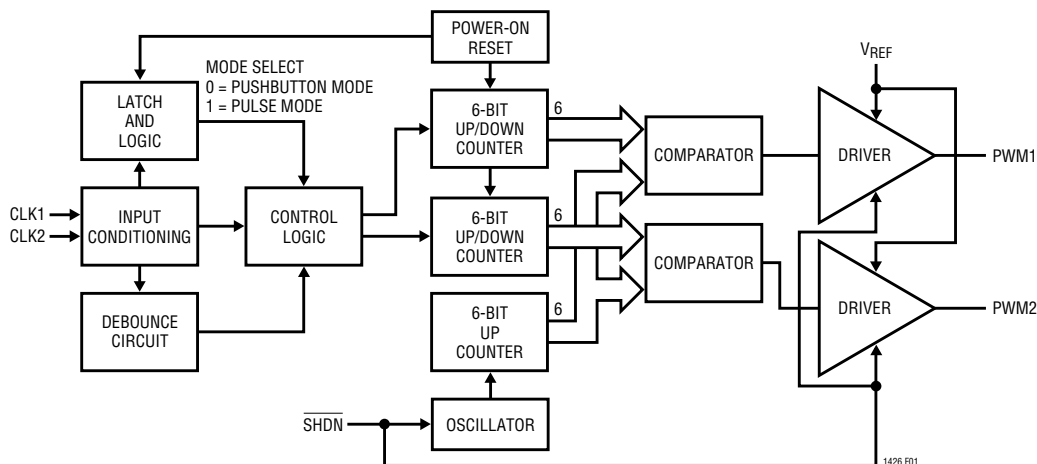 POWER-ON
RESET
VREF
MODE SELECT
0 = PUSHBUTTON MODE
1 = PULSE MODE
LATCH
AND
LOGIC
6-BIT
UP/DOWN
COUNTER
6
COMPARATOR
DRIVER
PWM1
CLK1
CLK2
INPUT
CONDITIONING
CONTROL
LOGIC
6-BIT
UP/DOWN
COUNTER
6
COMPARATOR
DRIVER
PWM2
DEBOUNCE
CIRCUIT
6-BIT
UP
COUNTER
6
SHDN
OSCILLATOR
1426 F01